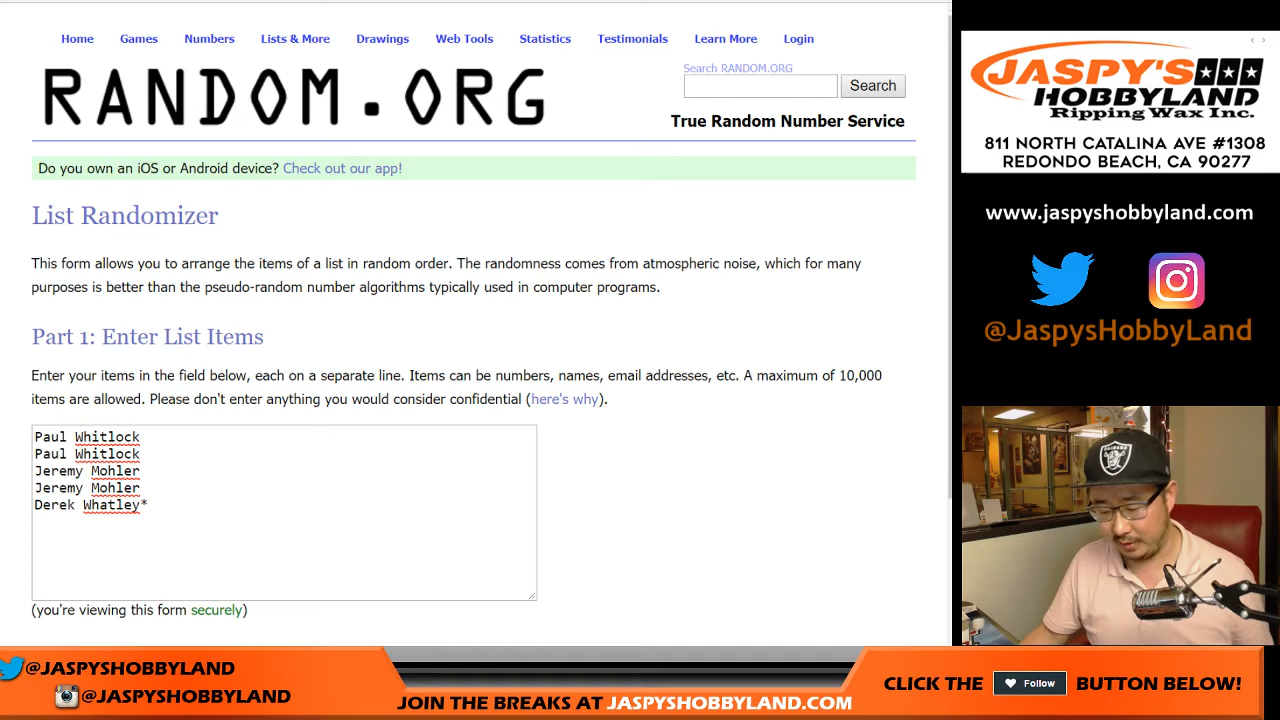 Home Games Numbers Lists & More Drawings Web Tools Statistics Testimonials Learn More Login
RANDOM.ORG
Search RANDOM.ORG
Search
True Random Number Service
Do you own an iOS or Android device? Check out our app!
List Randomizer
This form allows you to arrange the items of a list in random order. The randomness comes from atmospheric noise, which for many
purposes is better than the pseudo-random number algorithms typically used in computer programs.
Part 1: Enter List Items
Enter your items in the field below, each on a separate line. Items can be numbers, names, email addresses, etc. A maximum of 10,000
items are allowed. Please don't enter anything you would consider confidential (here's why).
Paul Whitlock
Paul Whitlock
Jeremy Mohler
Jeremy Mohler
Derek Whatley*
(you're viewing this form securely)
JASPY'S
HOBBYLAND
Ripping Wax Inc.
811 NORTH CATALINA AVE #1308
REDONDO BEACH, CA 90277
www.jaspyshobbyland.com
@JaspysHobbyLand
RAIDERS
@JASPYSHOBBYLAND
@JASPYSHOBBYLAND
JOIN THE BREAKS AT JASPYSHOBBYLAND.COM
CLICK THE Follow BUTTON BELOW!